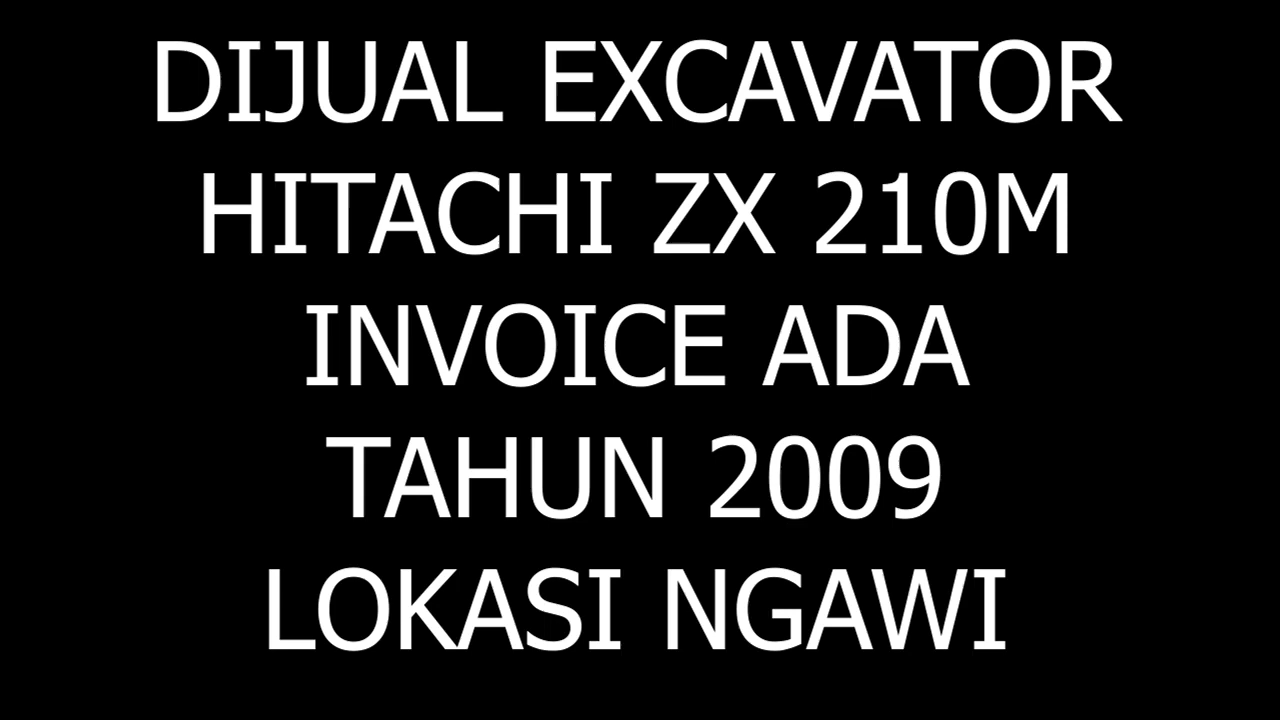 DIJUAL EXCAVATOR
HITACHI ZX 210M
INVOICE ADA
TAHUN 2009
LOKASI NGAWI